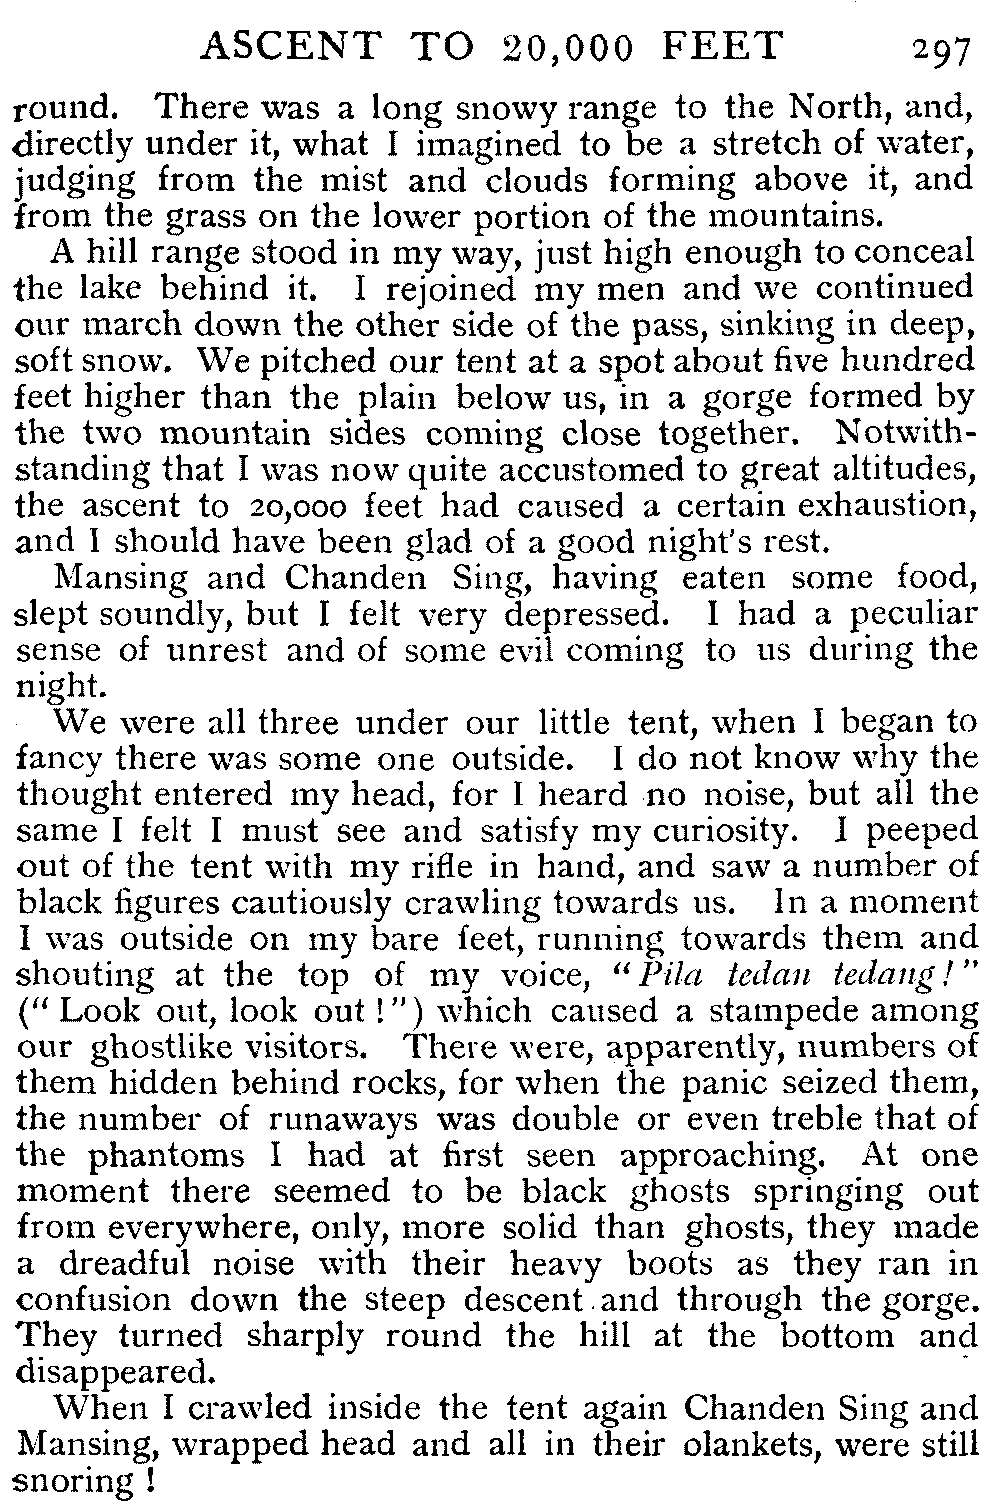 ASCENT TO 20,000 FEET 297
round. There was a long snowy range to the North, and,
directly under it, what I imagined to be a stretch of water,
judging from the mist and clouds forming above it, and
from the grass on the lower portion of the mountains.
A hill range stood in my way, just high enough to conceal
the lake behind it. I rejoined my men and we continued
our march down the other side of the pass, sinking in deep,
soft snow. We pitched our tent at a spot about five hundred
feet higher than the plain below us, in a gorge formed by
the two mountain sides coming close together. Notwith-
standing that I was now quite accustomed to great altitudes,
the ascent to 20,000 feet had caused a certain exhaustion,
and I should have been glad of a good night's rest.
Mansing and Chanden Sing, having eaten some food,
slept soundly, but I felt very depressed. I had a peculiar
sense of unrest and of some evil coming to us during the
night.
We were all three under our little tent, when I began to
fancy there was some one outside. I do not know why the
thought entered my head, for I heard no noise, but all the
same I felt I must see and satisfy my curiosity. I peeped
out of the tent with my rifle in hand, and saw a number of
black figures cautiously crawling towards us. In a moment
I was outside on my bare feet, running towards them and
shouting at the top of my voice, "Pila tedan tedang!"
("Look out, look out!") which caused a stampede among
our ghostlike visitors. There were, apparently, numbers of
them hidden behind rocks, for when the panic seized them,
the number of runaways was double or even treble that of
the phantoms I had at first seen approaching. At one
moment there seemed to be black ghosts springing out
from everywhere, only, more solid than ghosts, they made
a dreadful noise with their heavy boots as they ran in
confusion down the steep descent and through the gorge.
They turned sharply round the hill at the bottom and
disappeared.
When I crawled inside the tent again Chanden Sing and
Mansing, wrapped head and all in their olankets, were still
snoring!